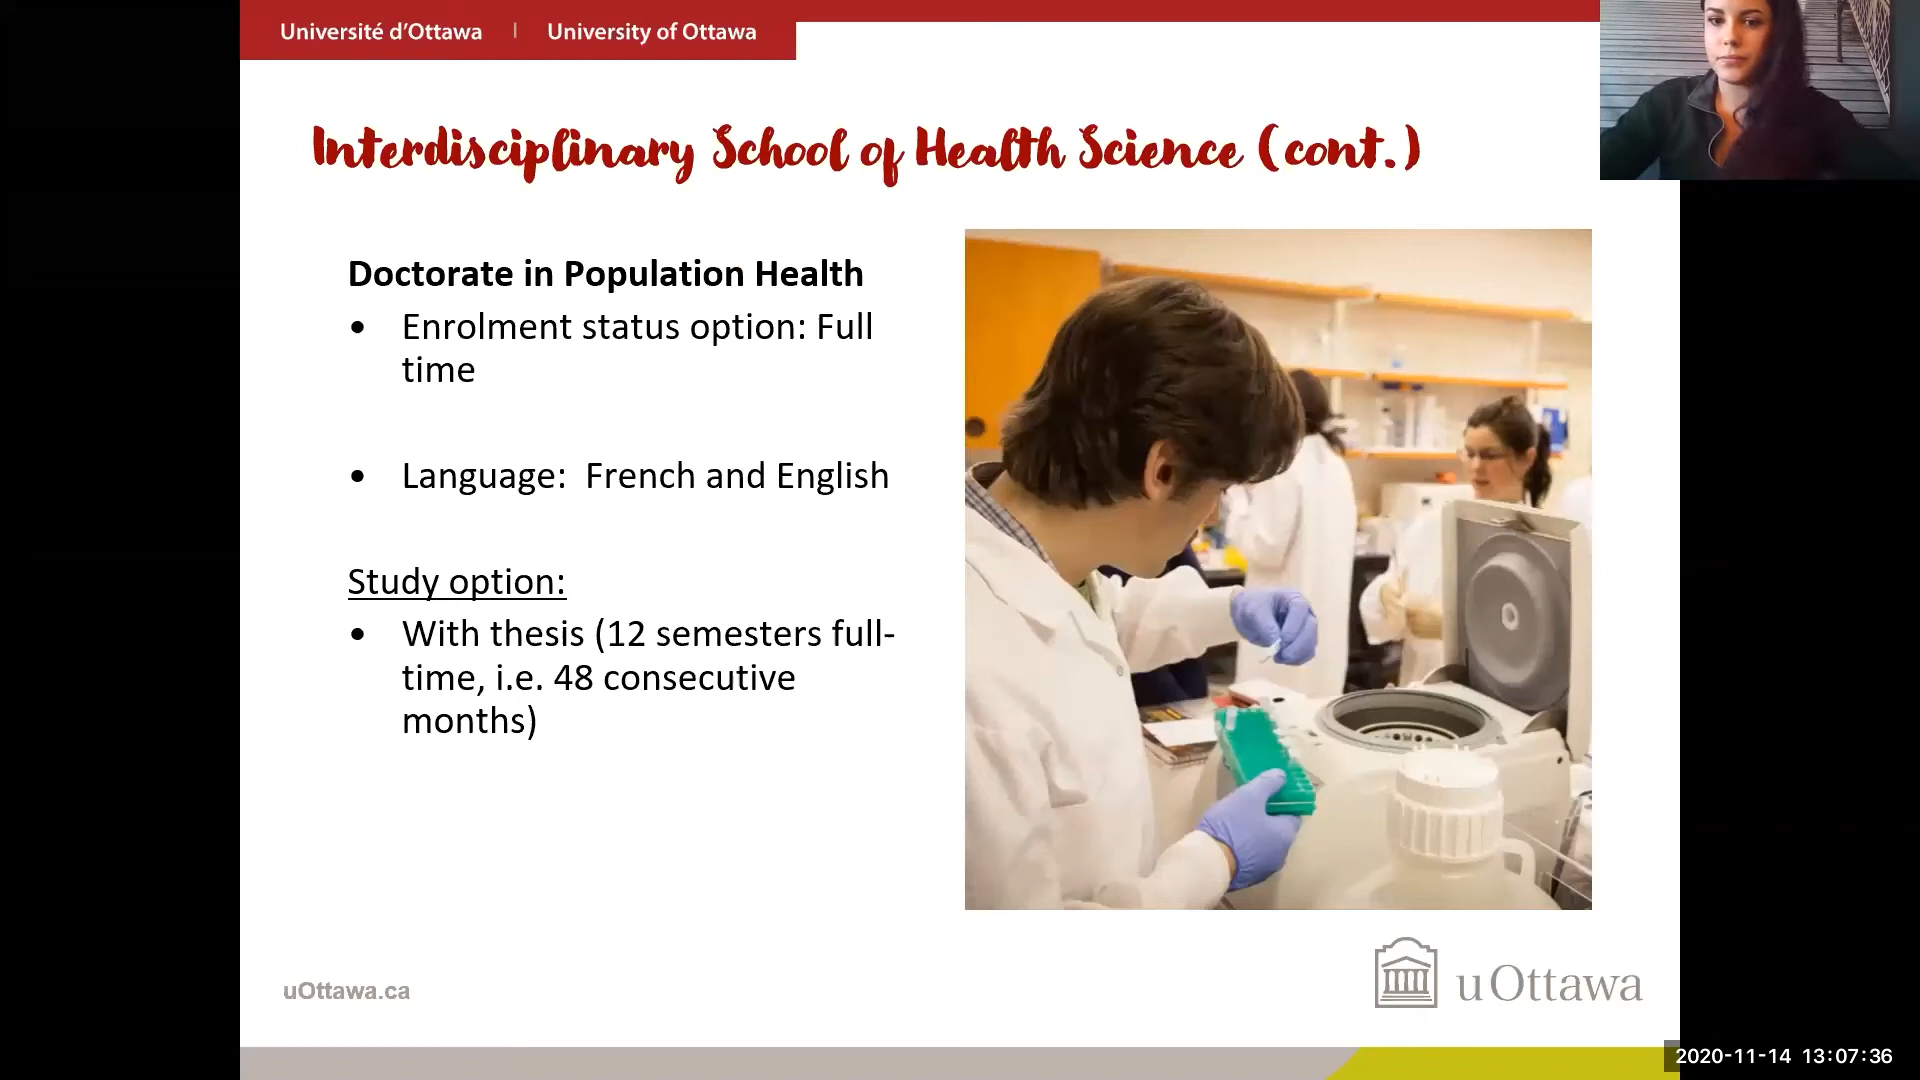 Université d'Ottawa | University of Ottawa
Interdisciplinary School of Health Science (cont.)
Doctorate in Population Health
• Enrolment status option: Full
time
• Language:  French and English
Study option:
• With thesis (12 semesters full-
time, i.e. 48 consecutive
months)
uOttawa.ca
uOttawa
2020-11-14 13:07:36